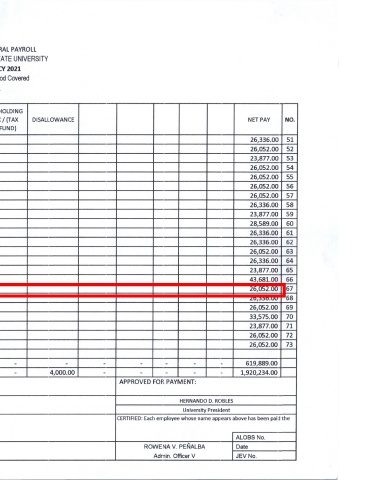 RAL PAYROLL
TATE UNIVERSITY
CY 2021
od Covered
HOLDING
E / (TAX
FUND)
DISALLOWANCE
NET PAY
NO.
26,336.00 51
26,052.00 52
23,877.00 53
26,052.00 54
26,052.00 55
26,052.00 56
26,052.00 57
26,336.00 58
23,877.00 59
28,589.00 60
26,336.00 61
26,336.00 62
26,052.00 63
26,336.00 64
23,877.00 65
43,681.00 66
26,052.00 67
26,336.00 68
26,052.00 69
33,575.00 70
23,877.00 71
26,052.00 72
26,052.00 73
- - - - - - 619,889.00
- 4,000.00 - - - - 1,920,234.00
APPROVED FOR PAYMENT:
HERNANDO D. ROBLES
University President
CERTIFIED: Each employee whose name appears above has been paid the
ALOBS No.
ROWENA V. PEÑALBA Date
Admin. Officer V JEV No.